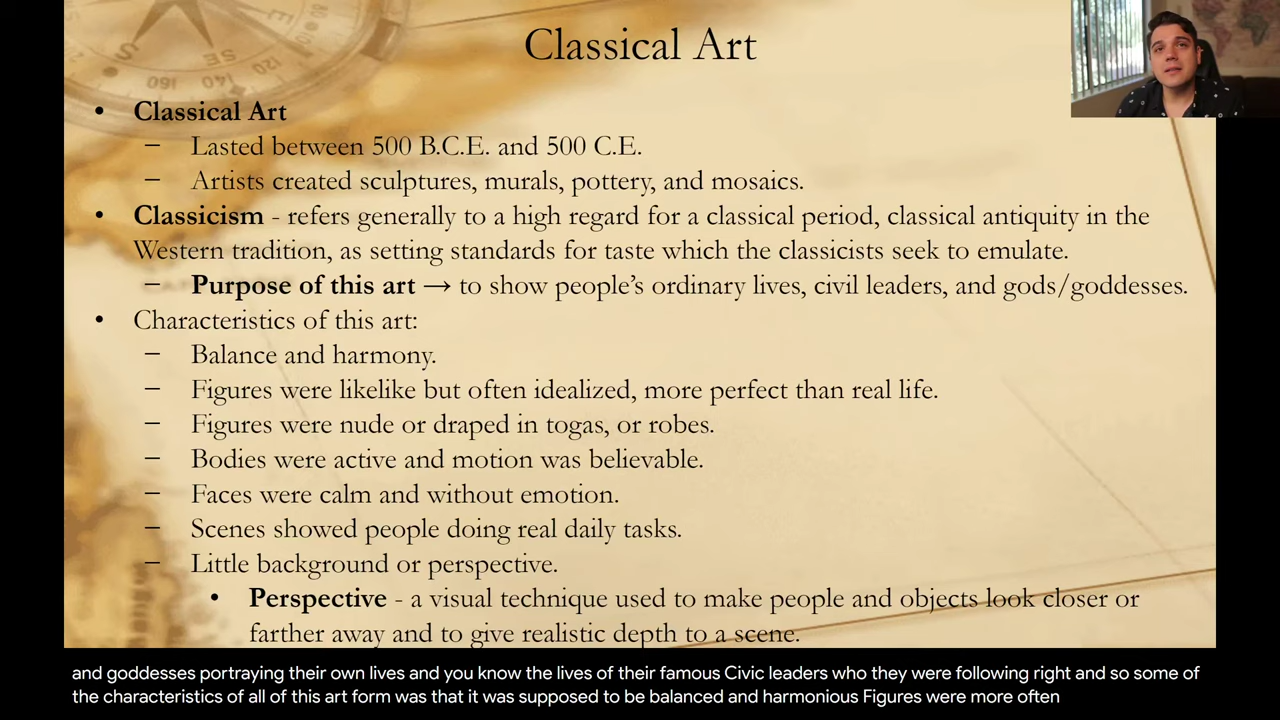 Classical Art
• Classical Art
– Lasted between 500 B.C.E. and 500 C.E.
– Artists created sculptures, murals, pottery, and mosaics.
• Classicism - refers generally to a high regard for a classical period, classical antiquity in the
Western tradition, as setting standards for taste which the classicists seek to emulate.
– Purpose of this art → to show people's ordinary lives, civil leaders, and gods/goddesses.
• Characteristics of this art:
– Balance and harmony.
– Figures were likelike but often idealized, more perfect than real life.
– Figures were nude or draped in togas, or robes.
– Bodies were active and motion was believable.
– Faces were calm and without emotion.
– Scenes showed people doing real daily tasks.
– Little background or perspective.
• Perspective - a visual technique used to make people and objects look closer or
farther away and to give realistic depth to a scene.
and goddesses portraying their own lives and you know the lives of their famous Civic leaders who they were following right and so some of
the characteristics of all of this art form was that it was supposed to be balanced and harmonious Figures were more often